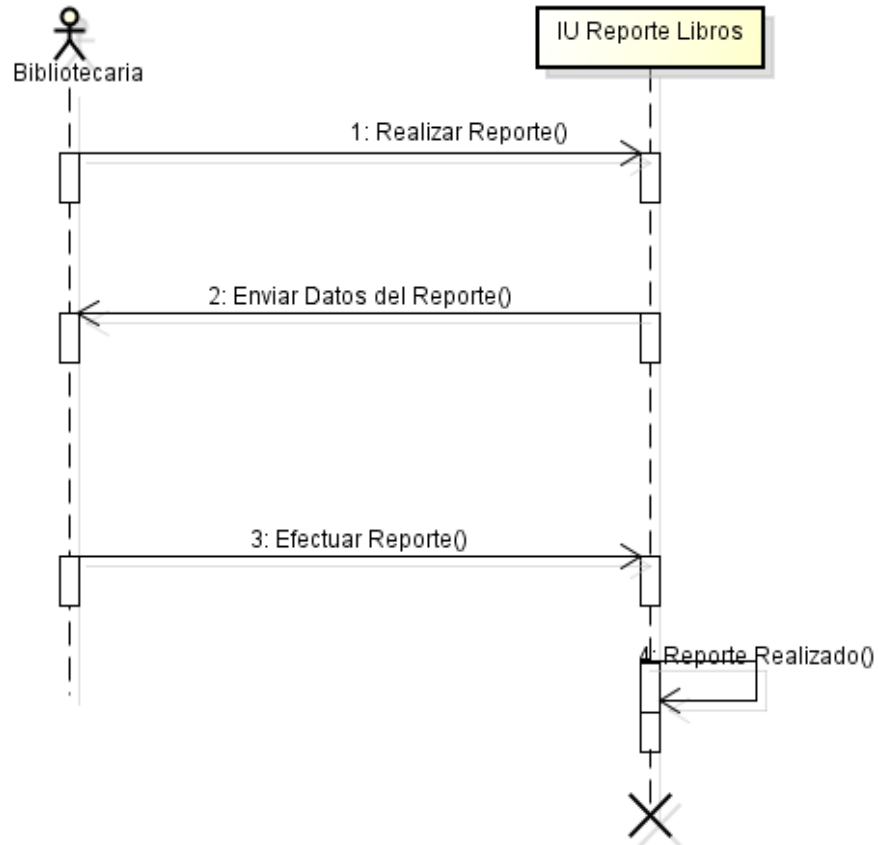 Bibliotecaria
IU Reporte Libros
1: Realizar Reporte()
2: Enviar Datos del Reporte()
3: Efectuar Reporte()
4: Reporte Realizado()